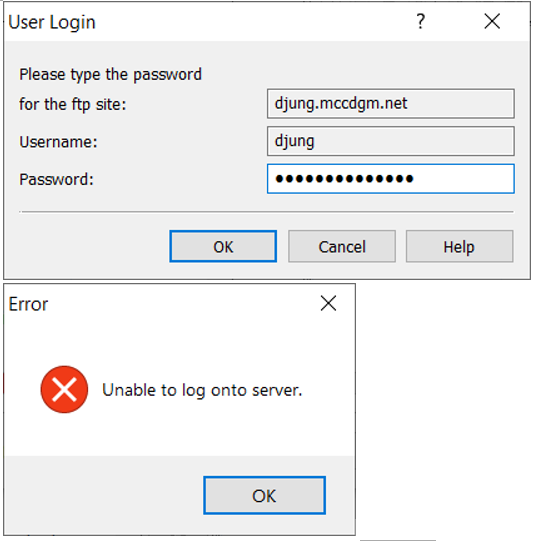 User Login
Please type the password
for the ftp site:
djung.mccdgm.net
Username:
djung
Password:
••••••••••••••
OK
Cancel
Help
Error
Unable to log onto server.
OK